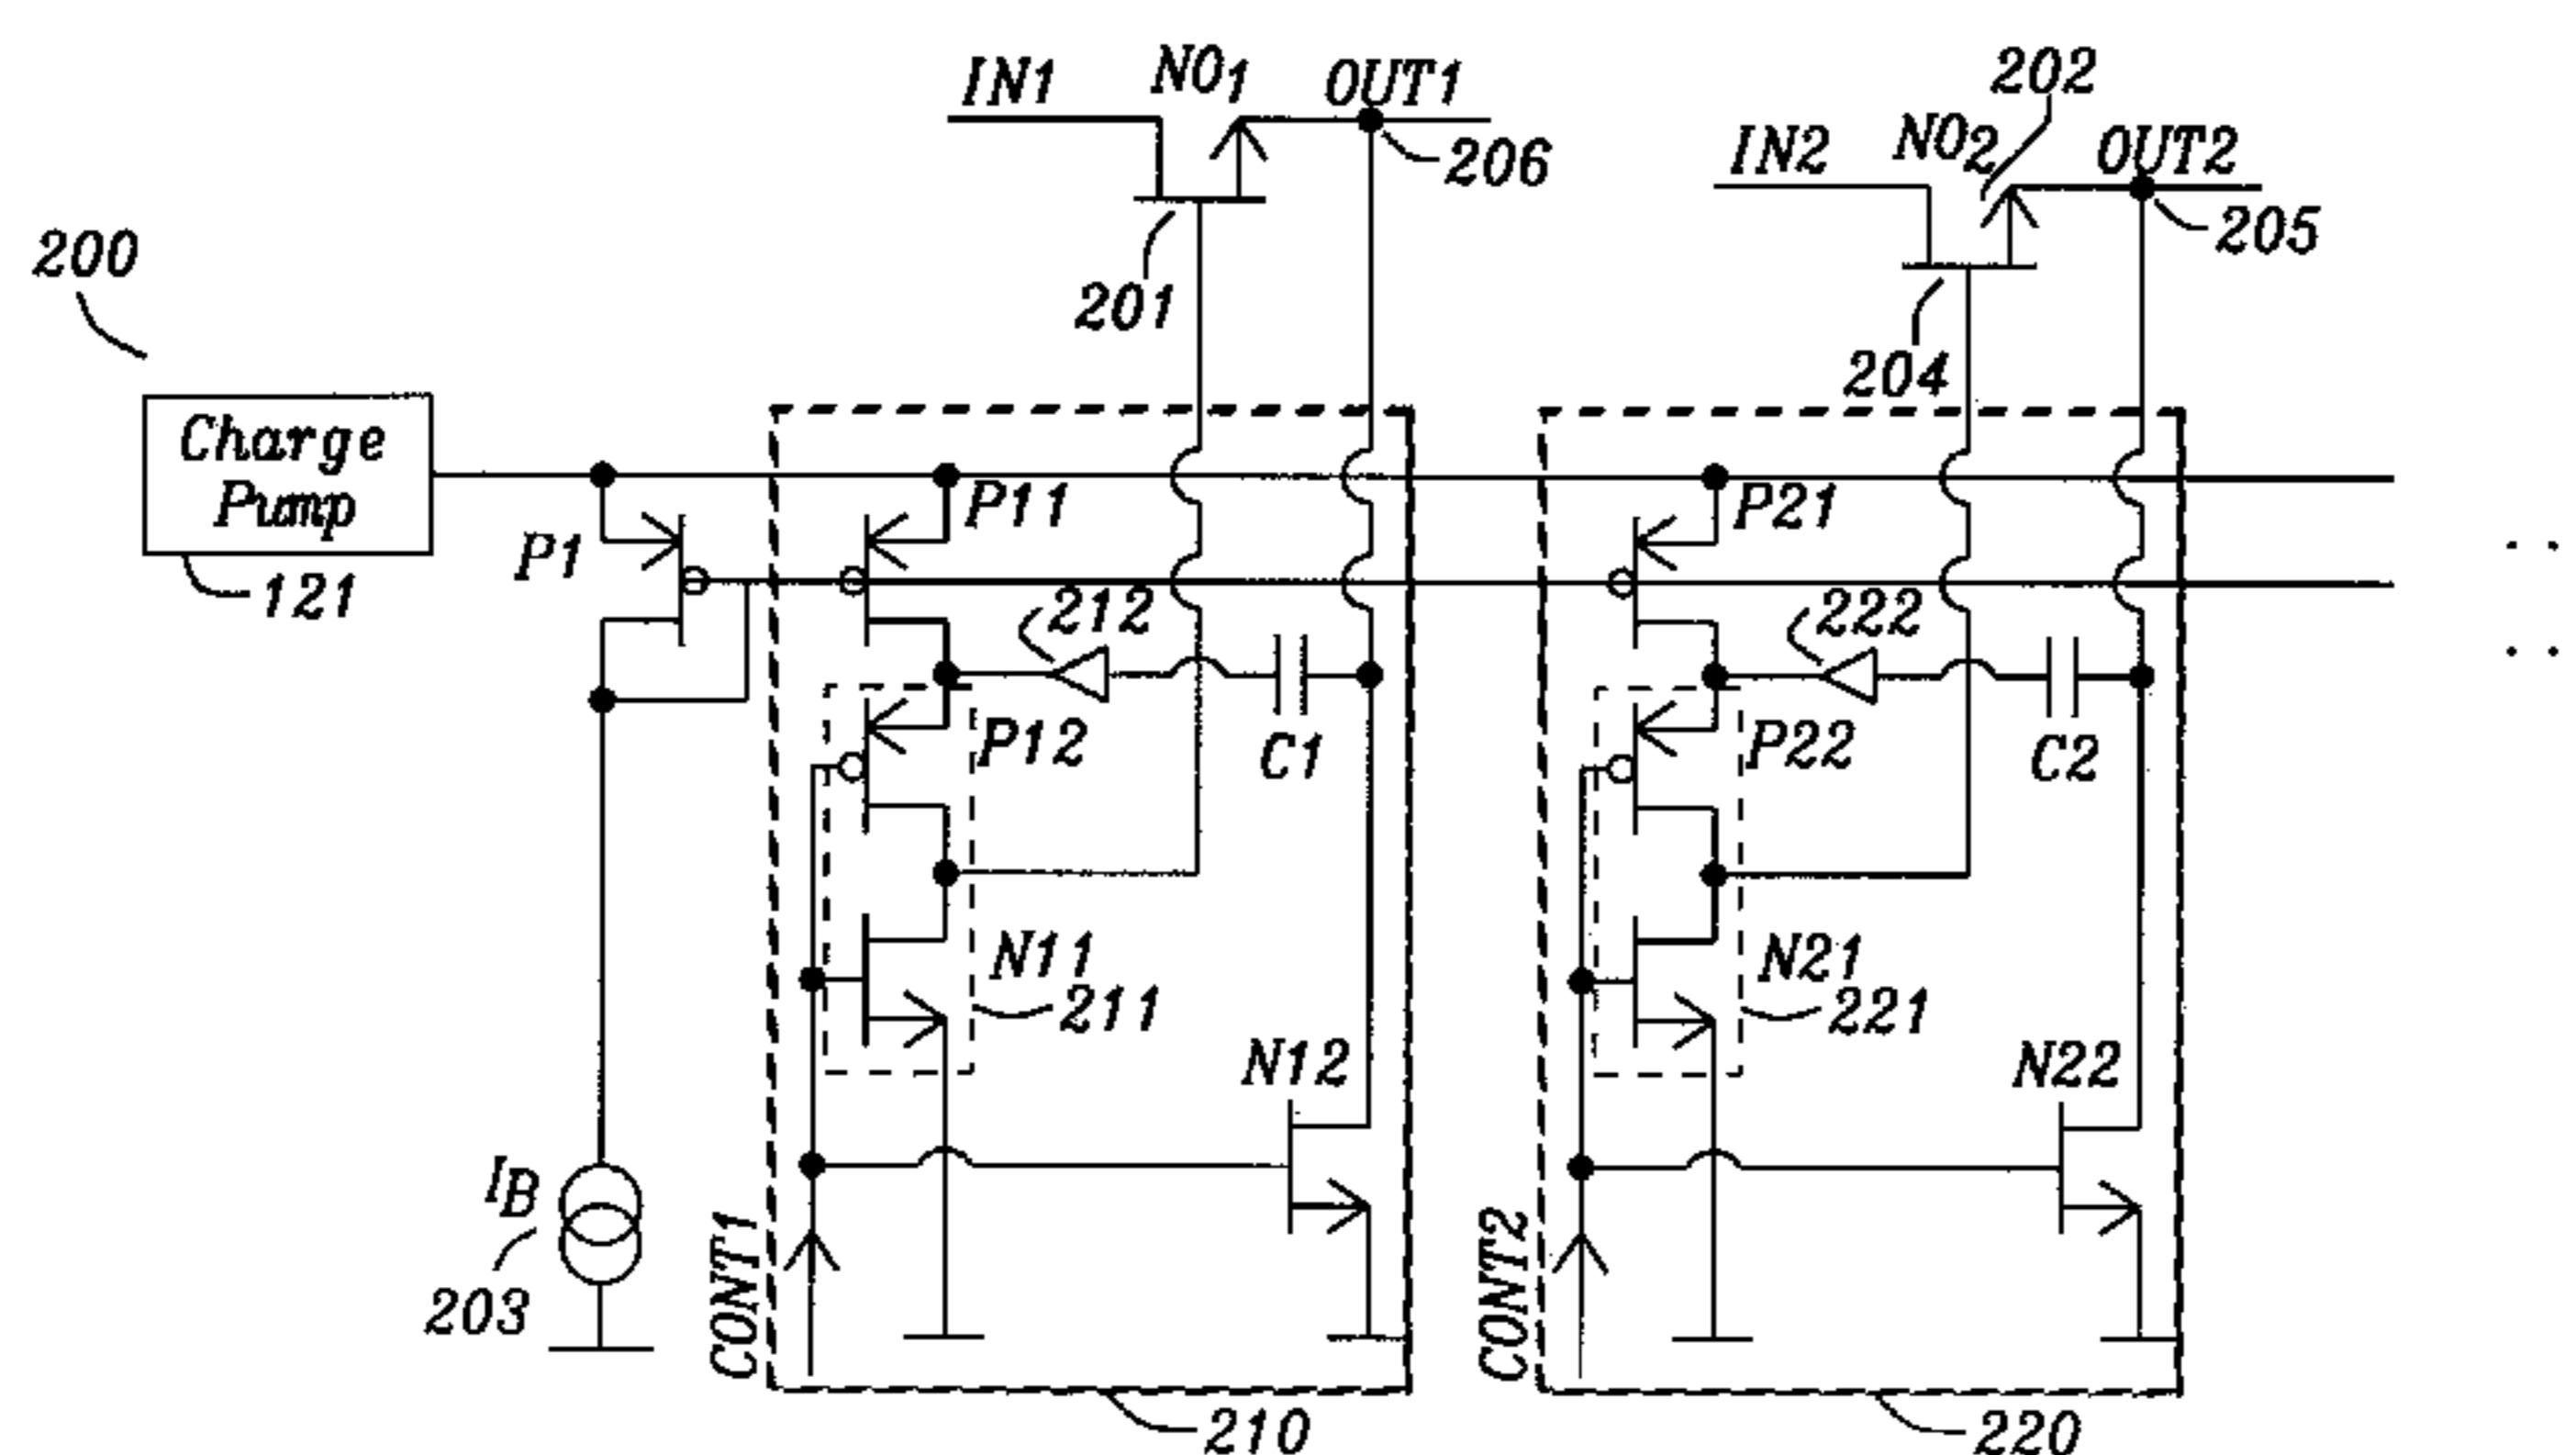 IN1
NO1
OUT1
206
201
202
IN2
NO2
OUT2
205
204
200
Charge
Pump
121
P1
P11
212
P12
C1
N11
211
N12
P21
222
P22
C2
N21
221
N22
IB
203
CONT1
210
CONT2
220